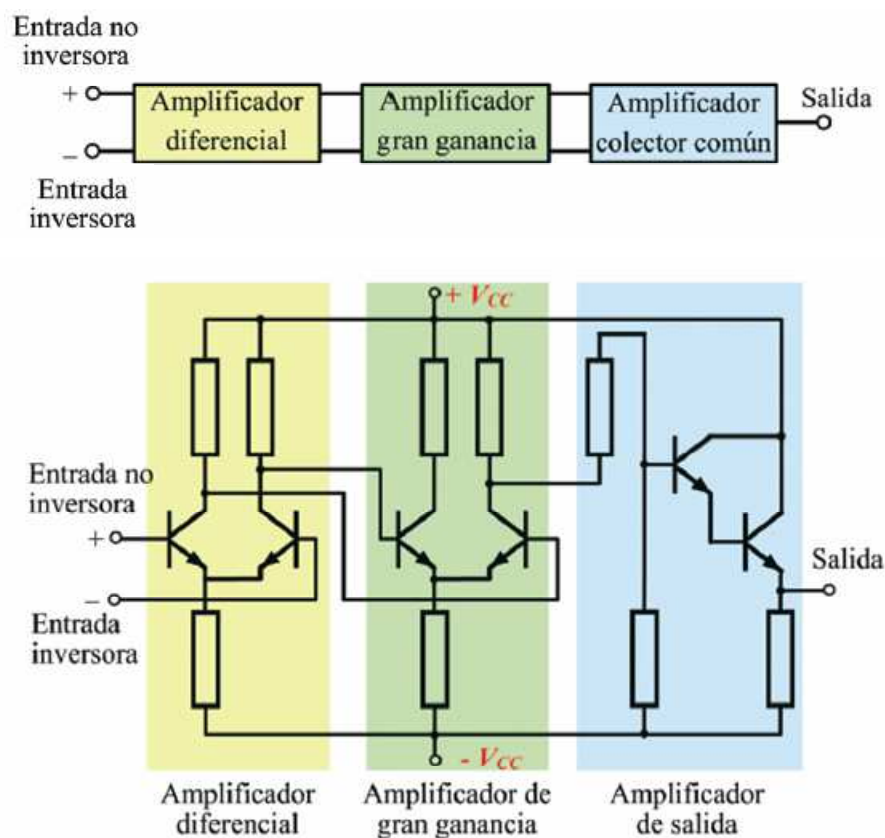 Entrada no
inversora
+
Amplificador
diferencial
Amplificador
gran ganancia
Amplificador
colector común
Salida
–
Entrada
inversora
+ VCC
Entrada no
inversora
+
Salida
–
Entrada
inversora
- VCC
Amplificador
diferencial
Amplificador de
gran ganancia
Amplificador
de salida